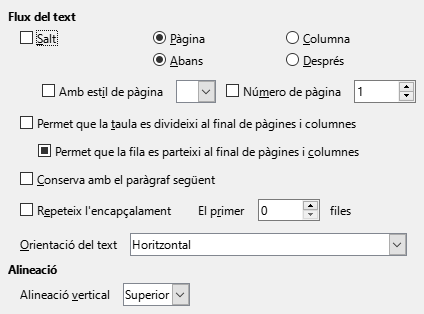 Flux del text
Salt Pàgina Columna
Abans Després
Amb estil de pàgina Número de pàgina 1
Permet que la taula es divideixi al final de pàgines i columnes
Permet que la fila es parteixi al final de pàgines i columnes
Conserva amb el paràgraf següent
Repeteix l'encapçalament El primer 0 files
Orientació del text Horitzontal
Alineació
Alineació vertical Superior